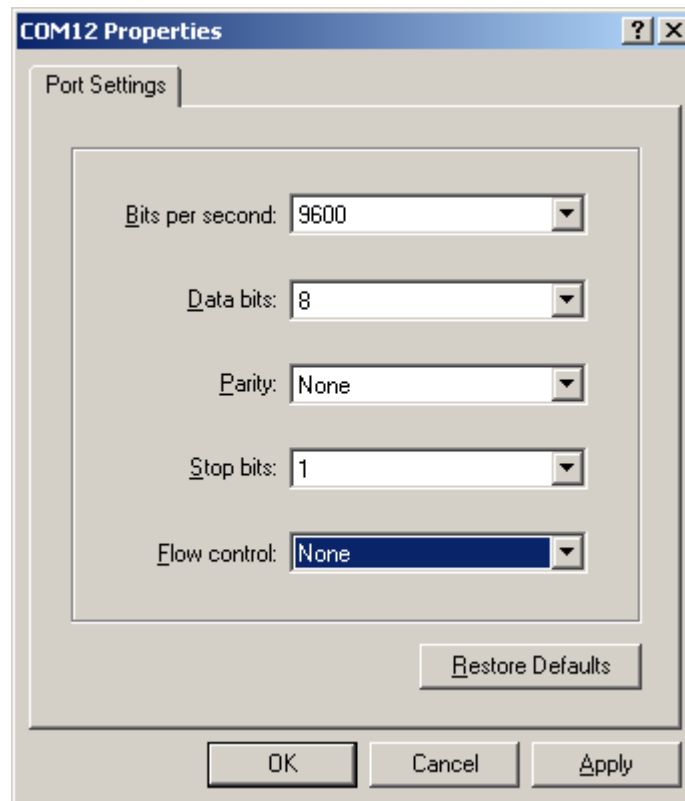 COM12 Properties
Port Settings
Bits per second: 9600
Data bits: 8
Parity: None
Stop bits: 1
Flow control: None
Restore Defaults
OK Cancel Apply